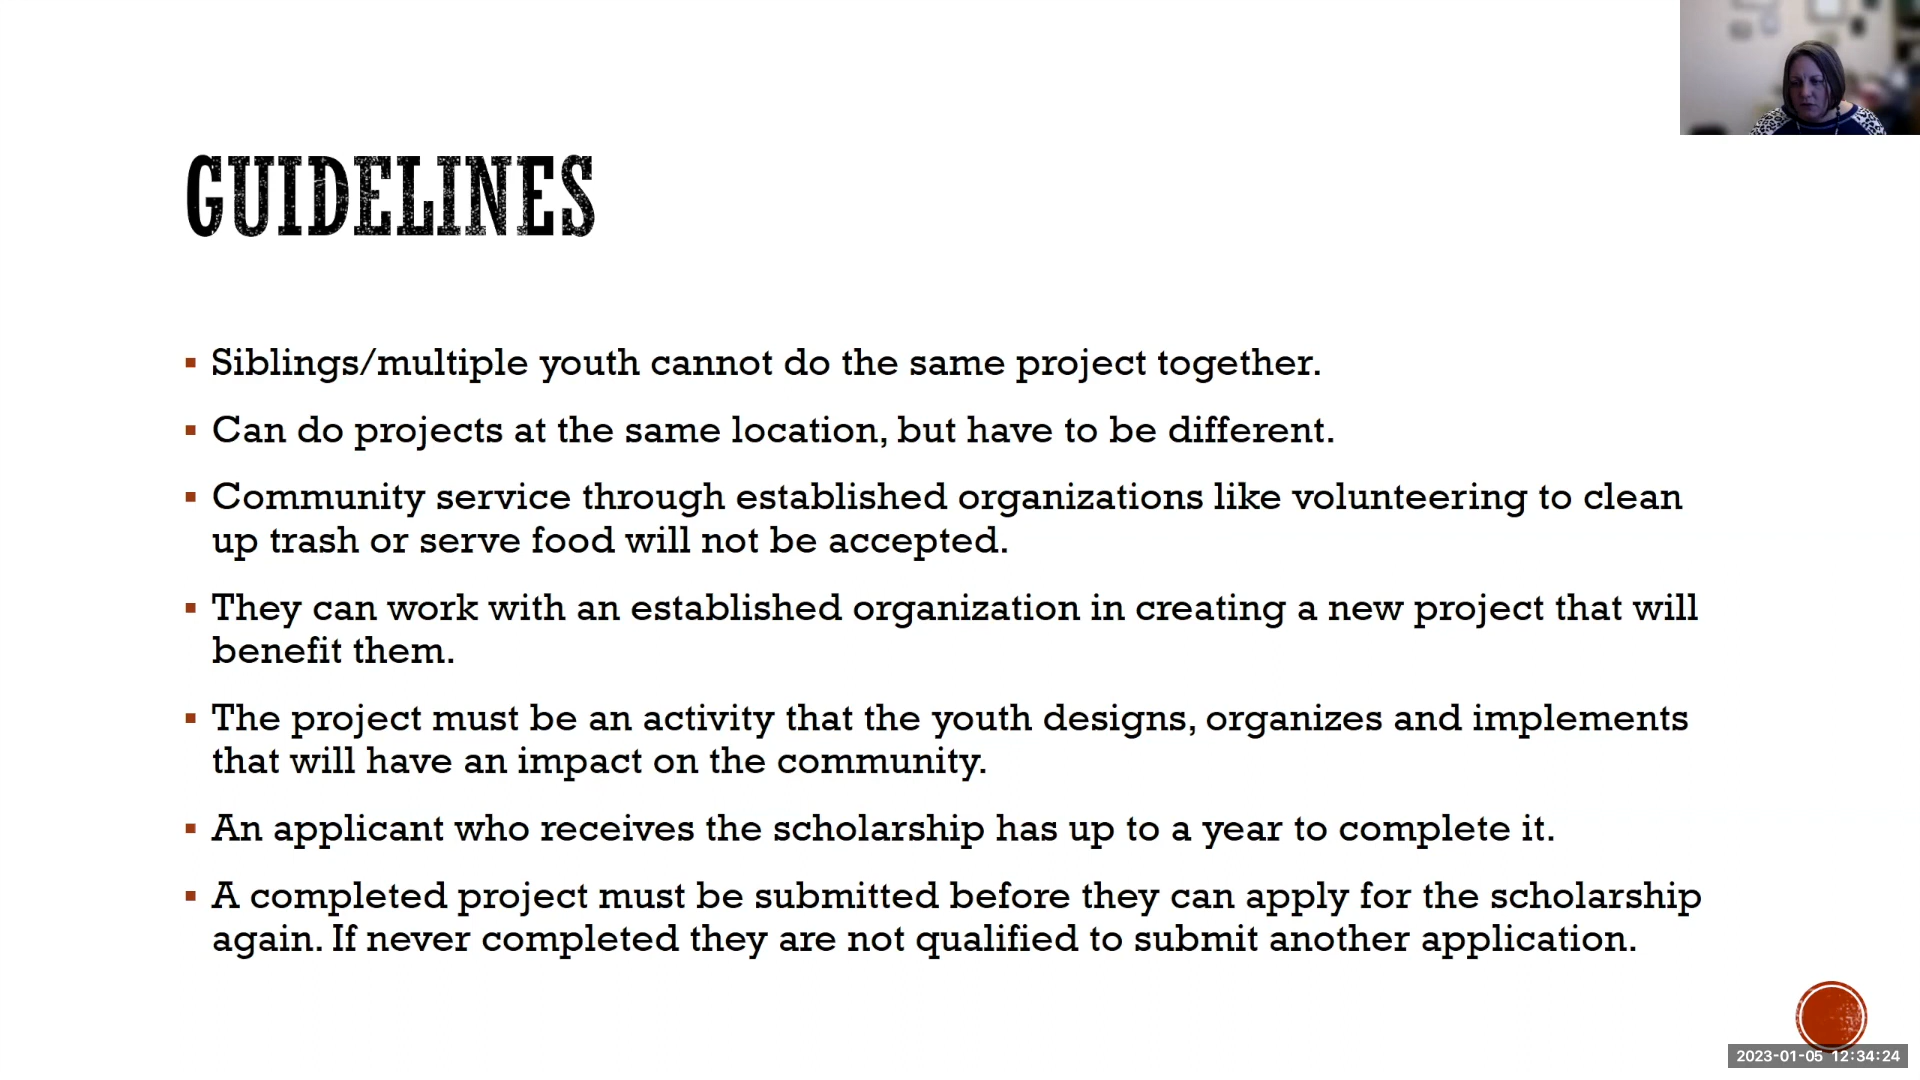 GUIDELINES
▪ Siblings/multiple youth cannot do the same project together.
▪ Can do projects at the same location, but have to be different.
▪ Community service through established organizations like volunteering to clean
up trash or serve food will not be accepted.
▪ They can work with an established organization in creating a new project that will
benefit them.
▪ The project must be an activity that the youth designs, organizes and implements
that will have an impact on the community.
▪ An applicant who receives the scholarship has up to a year to complete it.
▪ A completed project must be submitted before they can apply for the scholarship
again. If never completed they are not qualified to submit another application.
2023-01-05 12:34:24